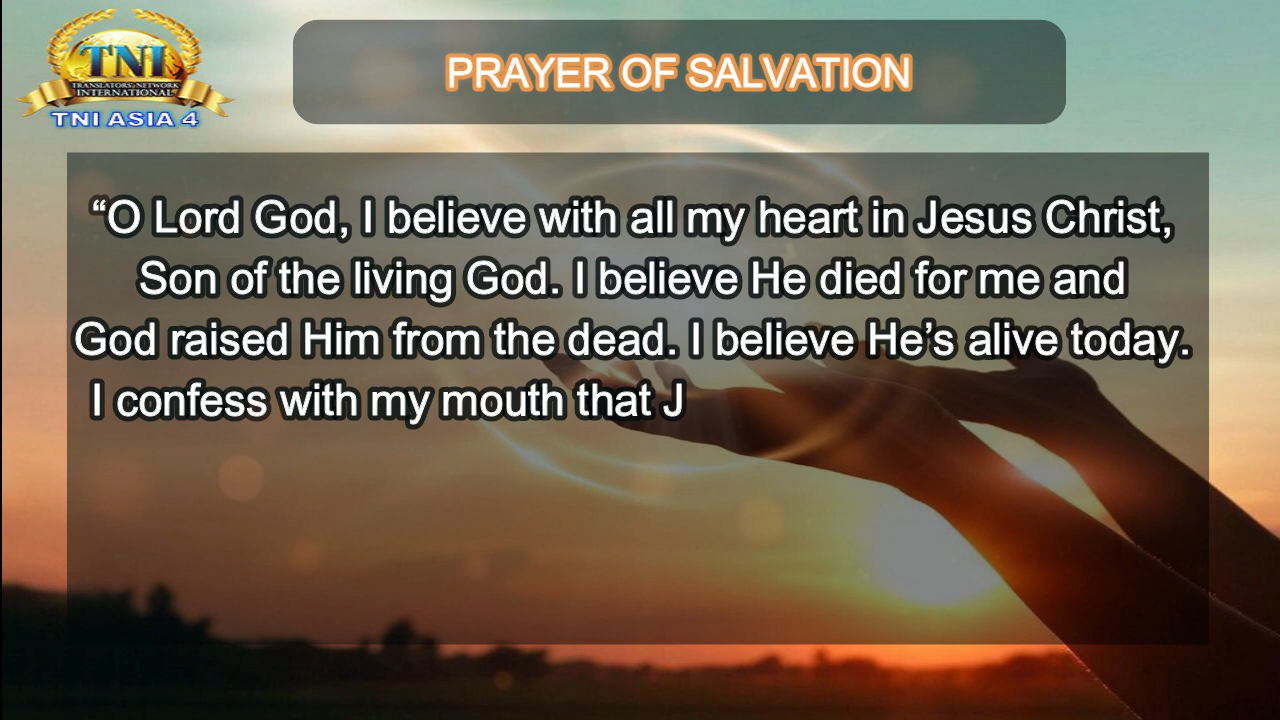 TNI
TRANSLATORS' NETWORK
INTERNATIONAL
TNI ASIA 4
PRAYER OF SALVATION
“O Lord God, I believe with all my heart in Jesus Christ,
Son of the living God. I believe He died for me and
God raised Him from the dead. I believe He’s alive today.
I confess with my mouth that J